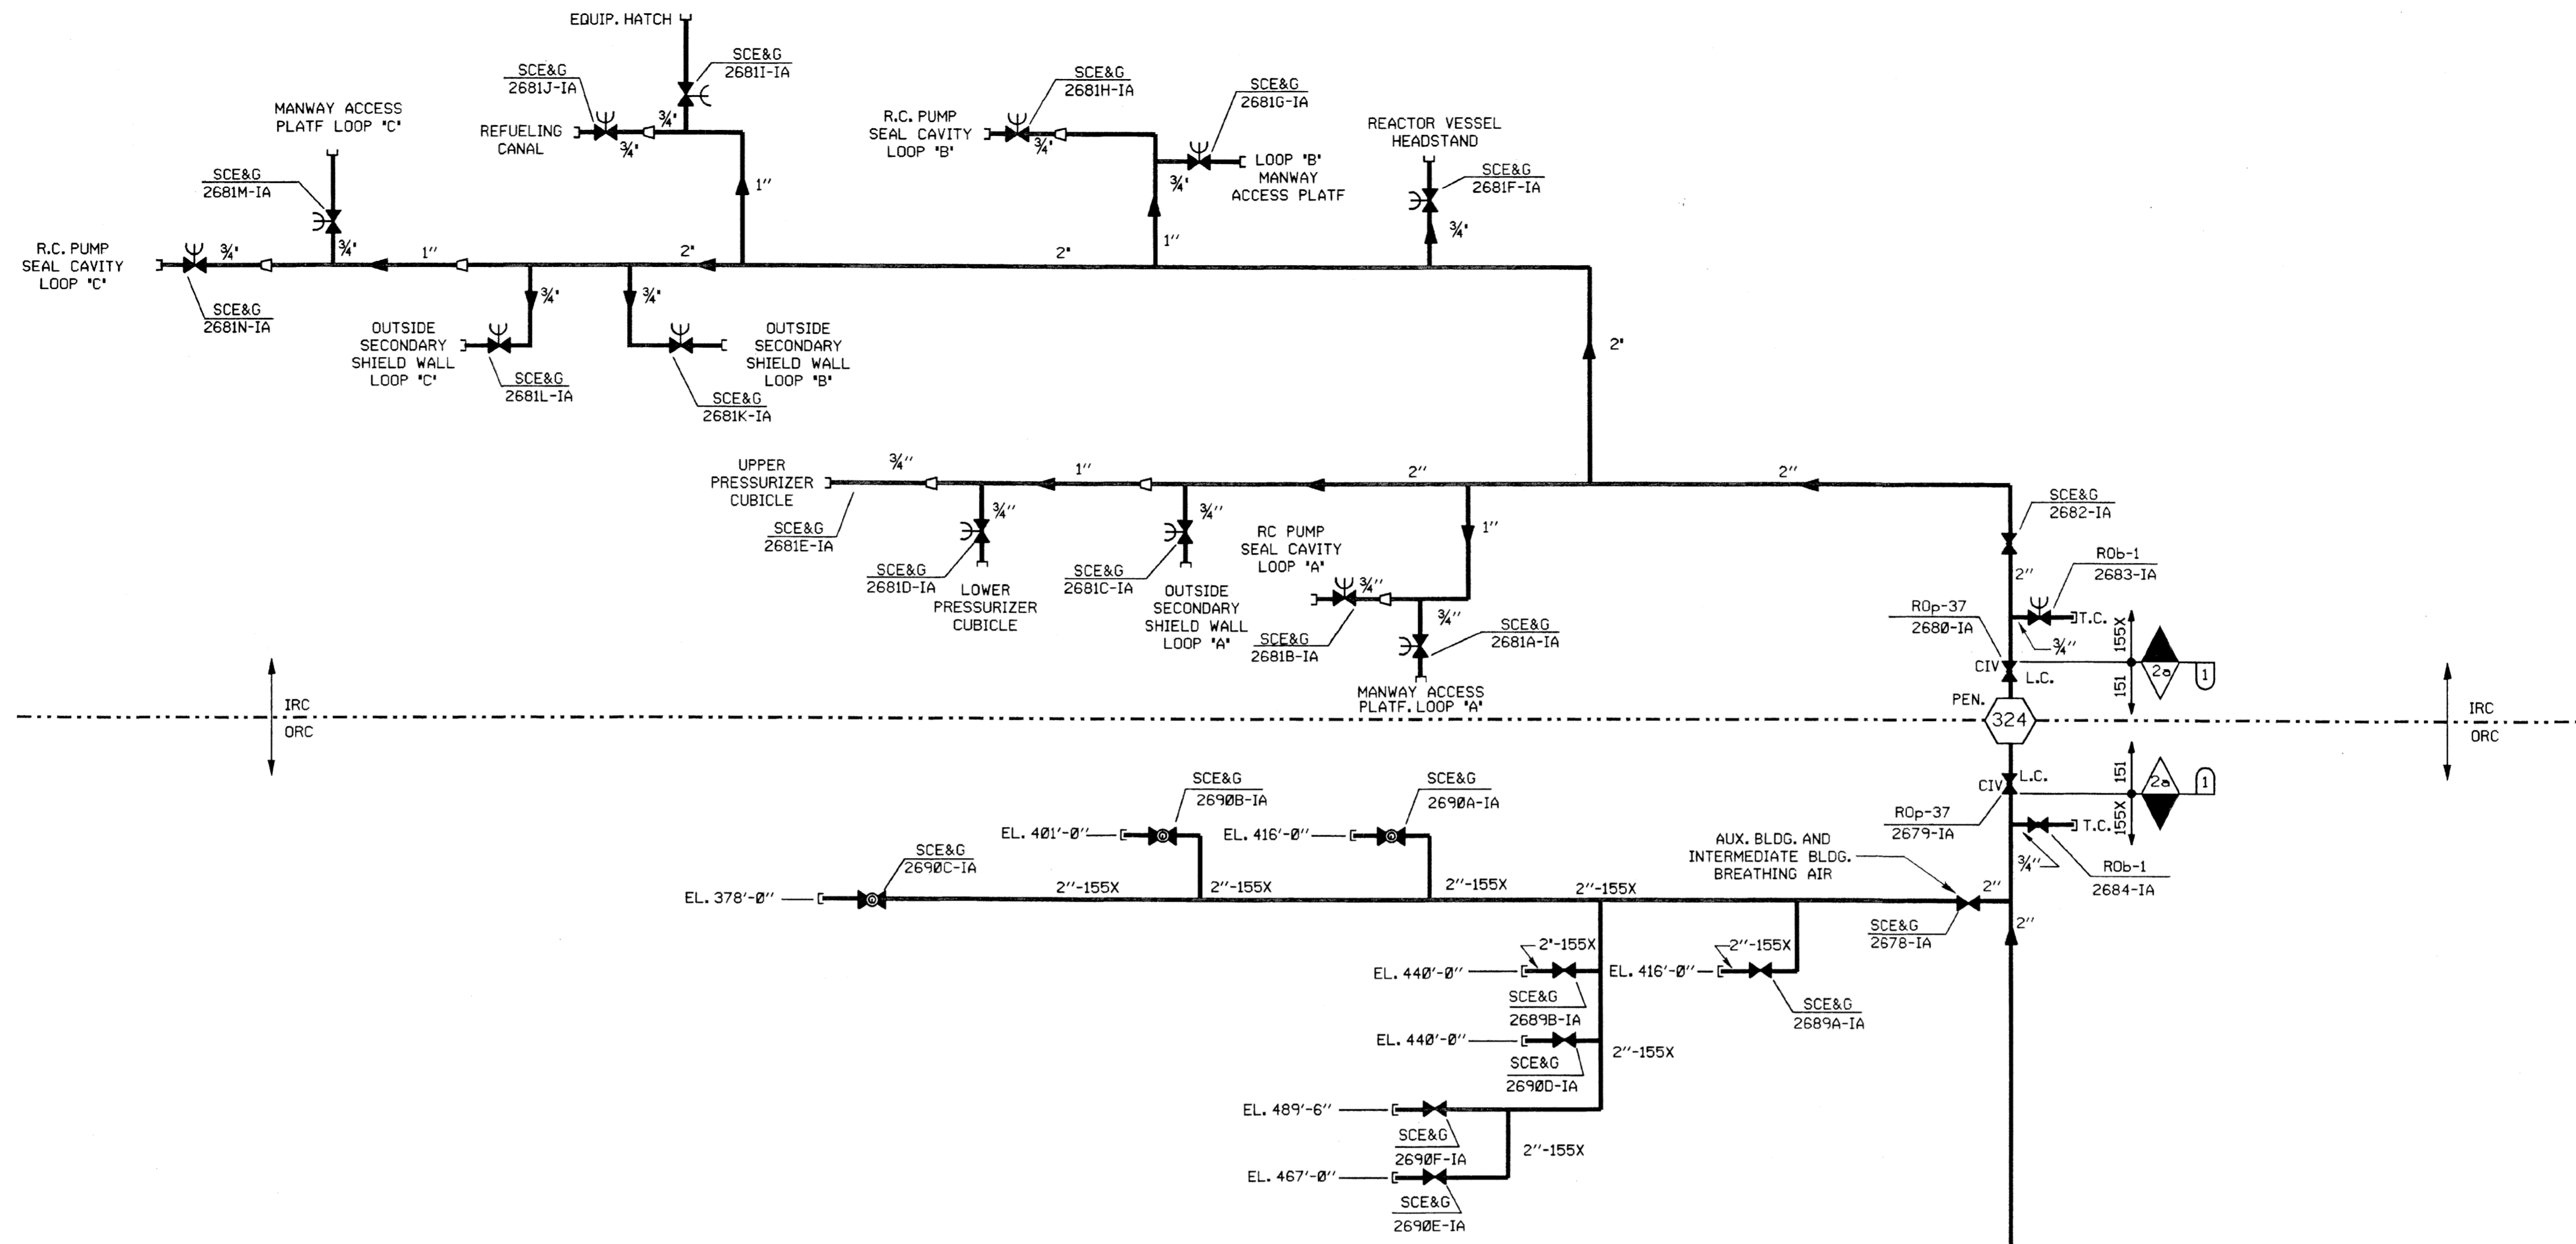 EQUIP. HATCH
SCE&G
2681I-IA
SCE&G
2681J-IA
3/4"
REFUELING
CANAL
3/4"
1"
MANWAY ACCESS
PLATF LOOP "C"
SCE&G
2681M-IA
R.C. PUMP
SEAL CAVITY
LOOP "C"
3/4"
3/4"
1"
2"
SCE&G
2681N-IA
OUTSIDE
SECONDARY
SHIELD WALL
LOOP "C"
3/4"
SCE&G
2681L-IA
3/4"
OUTSIDE
SECONDARY
SHIELD WALL
LOOP "B"
SCE&G
2681K-IA
SCE&G
2681H-IA
R.C. PUMP
SEAL CAVITY
LOOP "B"
3/4"
SCE&G
2681G-IA
3/4"
LOOP "B"
MANWAY
ACCESS PLATF
1"
2"
REACTOR VESSEL
HEADSTAND
SCE&G
2681F-IA
3/4"
2"
UPPER
PRESSURIZER
CUBICLE
3/4"
SCE&G
2681E-IA
1"
3/4"
SCE&G
2681D-IA
LOWER
PRESSURIZER
CUBICLE
2"
3/4"
SCE&G
2681C-IA
OUTSIDE
SECONDARY
SHIELD WALL
LOOP "A"
1"
RC PUMP
SEAL CAVITY
LOOP "A"
3/4"
SCE&G
2681B-IA
3/4"
SCE&G
2681A-IA
MANWAY ACCESS
PLATF. LOOP "A"
2"
SCE&G
2682-IA
2"
ROb-1
2683-IA
T.C.
3/4"
ROp-37
2680-IA
CIV
L.C.
155X
151
2a
1
PEN.
324
IRC
ORC
IRC
ORC
L.C.
CIV
151
155X
2a
1
ROp-37
2679-IA
T.C.
3/4"
ROb-1
2684-IA
AUX. BLDG. AND
INTERMEDIATE BLDG.
BREATHING AIR
2"
SCE&G
2678-IA
2"
SCE&G
2690B-IA
EL. 401'-0"
SCE&G
2690A-IA
EL. 416'-0"
SCE&G
2690C-IA
EL. 378'-0"
2"-155X
2"-155X
2"-155X
2"-155X
2"-155X
EL. 440'-0"
SCE&G
2689B-IA
2"-155X
EL. 416'-0"
SCE&G
2689A-IA
EL. 440'-0"
SCE&G
2690D-IA
2"-155X
EL. 489'-6"
SCE&G
2690F-IA
2"-155X
EL. 467'-0"
SCE&G
2690E-IA